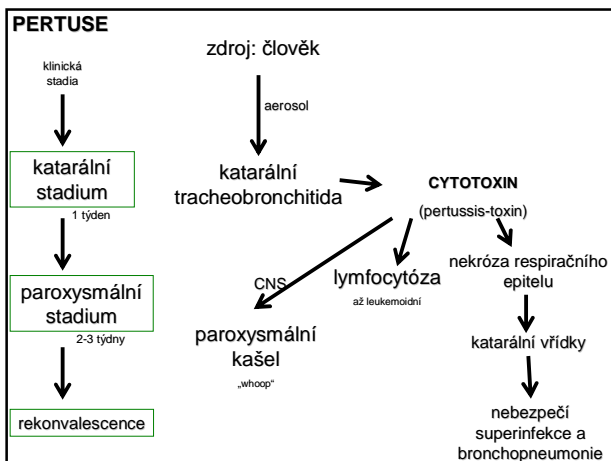 PERTUSE
klinická
stadia
katarální
stadium
1 týden
paroxysmální
stadium
2-3 týdny
rekonvalescence
zdroj: člověk
aerosol
katarální
tracheobronchitida
CYTOTOXIN
(pertussis-toxin)
CNS
paroxysmální
kašel
„whoop“
lymfocytóza
až leukemoidní
nekróza respiračního
epitelu
katarální vřídky
nebezpečí
superinfekce a
bronchopneumonie